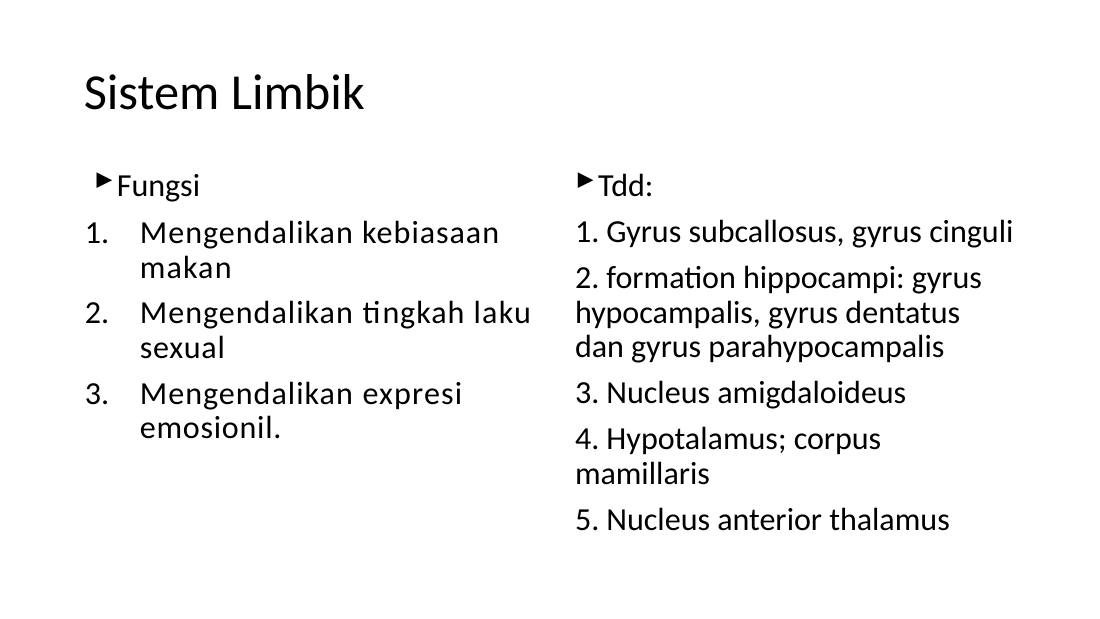 Sistem Limbik
►Fungsi
1. Mengendalikan kebiasaan
makan
2. Mengendalikan tingkah laku
sexual
3. Mengendalikan expresi
emosionil.
►Tdd:
1. Gyrus subcallosus, gyrus cinguli
2. formation hippocampi: gyrus
hypocampalis, gyrus dentatus
dan gyrus parahypocampalis
3. Nucleus amigdaloideus
4. Hypotalamus; corpus
mamillaris
5. Nucleus anterior thalamus